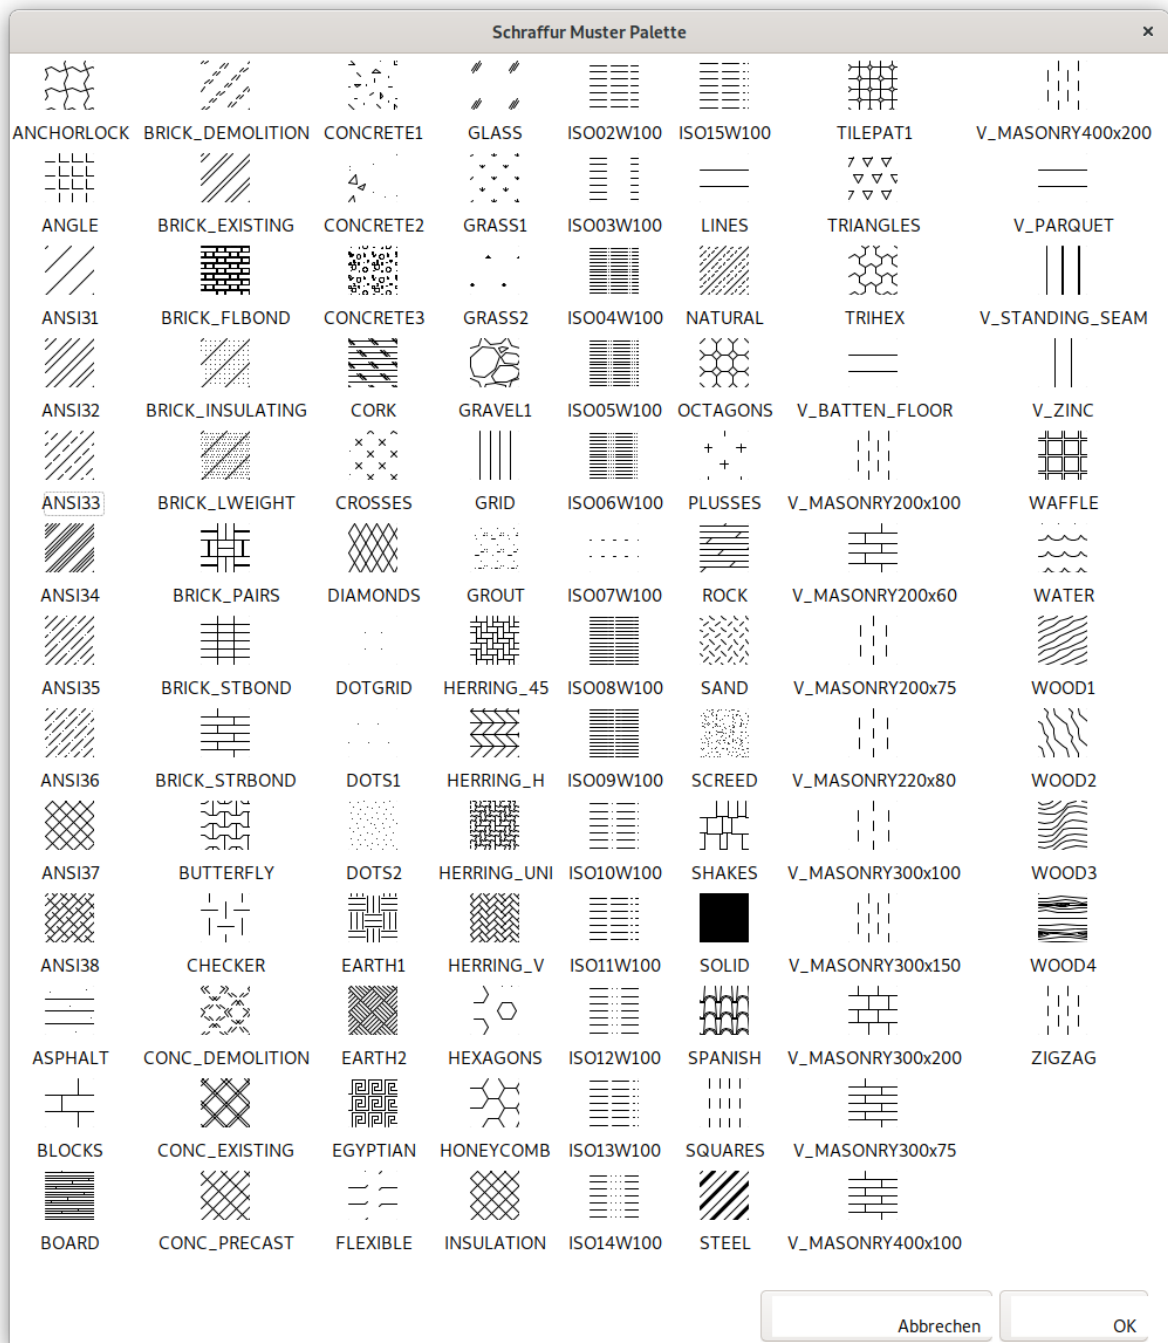 Schraffur Muster Palette ×
ANCHORLOCK BRICK_DEMOLITION CONCRETE1 GLASS ISO02W100 ISO15W100 TILEPAT1 V_MASONRY400x200
ANGLE BRICK_EXISTING CONCRETE2 GRASS1 ISO03W100 LINES TRIANGLES V_PARQUET
ANSI31 BRICK_FLBOND CONCRETE3 GRASS2 ISO04W100 NATURAL TRIHEX V_STANDING_SEAM
ANSI32 BRICK_INSULATING CORK GRAVEL1 ISO05W100 OCTAGONS V_BATTEN_FLOOR V_ZINC
ANSI33 BRICK_LWEIGHT CROSSES GRID ISO06W100 PLUSSES V_MASONRY200x100 WAFFLE
ANSI34 BRICK_PAIRS DIAMONDS GROUT ISO07W100 ROCK V_MASONRY200x60 WATER
ANSI35 BRICK_STBOND DOTGRID HERRING_45 ISO08W100 SAND V_MASONRY200x75 WOOD1
ANSI36 BRICK_STRBOND DOTS1 HERRING_H ISO09W100 SCREED V_MASONRY220x80 WOOD2
ANSI37 BUTTERFLY DOTS2 HERRING_UNI ISO10W100 SHAKES V_MASONRY300x100 WOOD3
ANSI38 CHECKER EARTH1 HERRING_V ISO11W100 SOLID V_MASONRY300x150 WOOD4
ASPHALT CONC_DEMOLITION EARTH2 HEXAGONS ISO12W100 SPANISH V_MASONRY300x200 ZIGZAG
BLOCKS CONC_EXISTING EGYPTIAN HONEYCOMB ISO13W100 SQUARES V_MASONRY300x75
BOARD CONC_PRECAST FLEXIBLE INSULATION ISO14W100 STEEL V_MASONRY400x100
Abbrechen OK